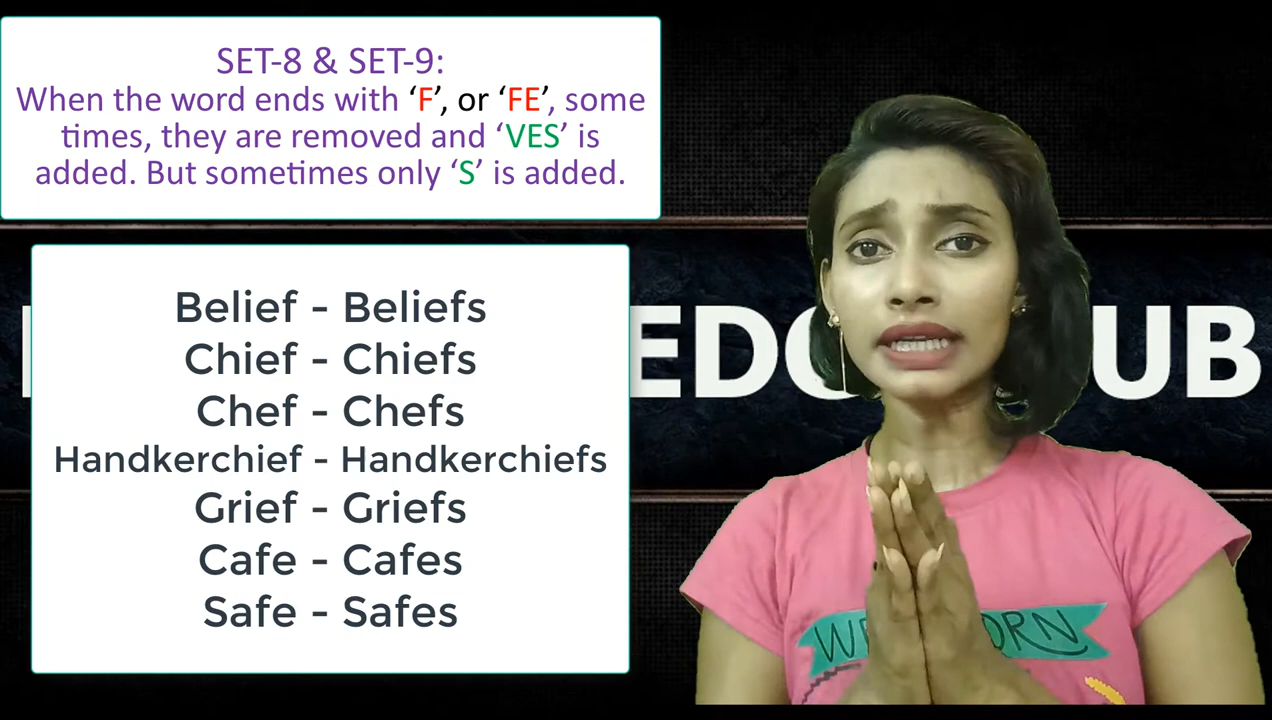 SET-8 & SET-9:
When the word ends with ‘F’, or ‘FE’, some
times, they are removed and ‘VES’ is
added. But sometimes only ‘S’ is added.
Belief - Beliefs
Chief - Chiefs
Chef - Chefs
Handkerchief - Handkerchiefs
Grief - Griefs
Cafe - Cafes
Safe - Safes